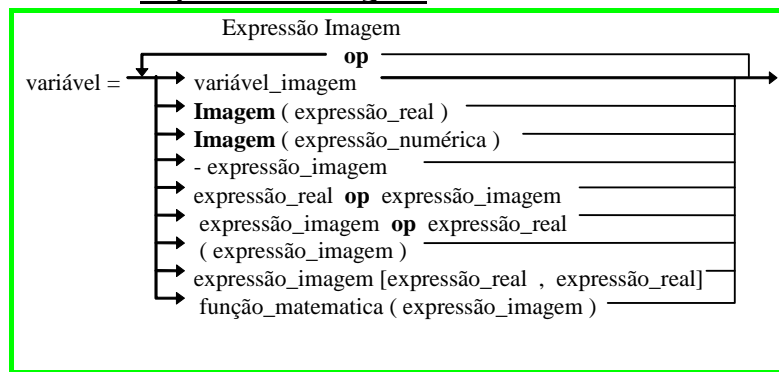 Expressão Imagem
op
variável = variável_imagem
Imagem ( expressão_real )
Imagem ( expressão_numérica )
- expressão_imagem
expressão_real op expressão_imagem
expressão_imagem op expressão_real
( expressão_imagem )
expressão_imagem [expressão_real , expressão_real]
função_matematica ( expressão_imagem )